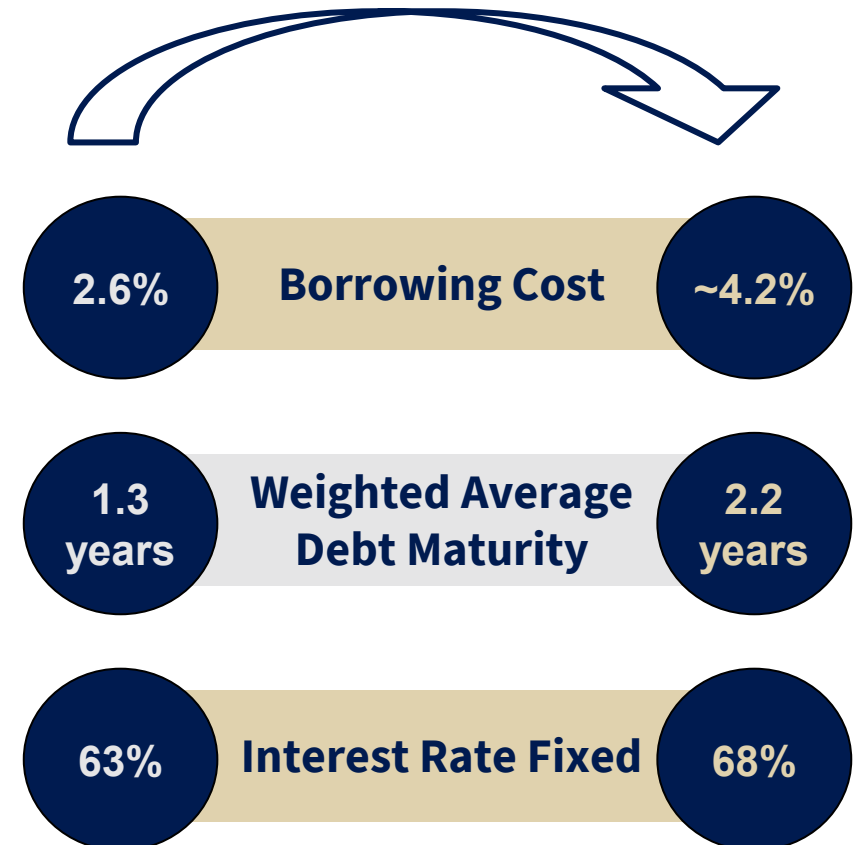 2.6%
Borrowing Cost
~4.2%
1.3
years
Weighted Average
Debt Maturity
2.2
years
63%
Interest Rate Fixed
68%